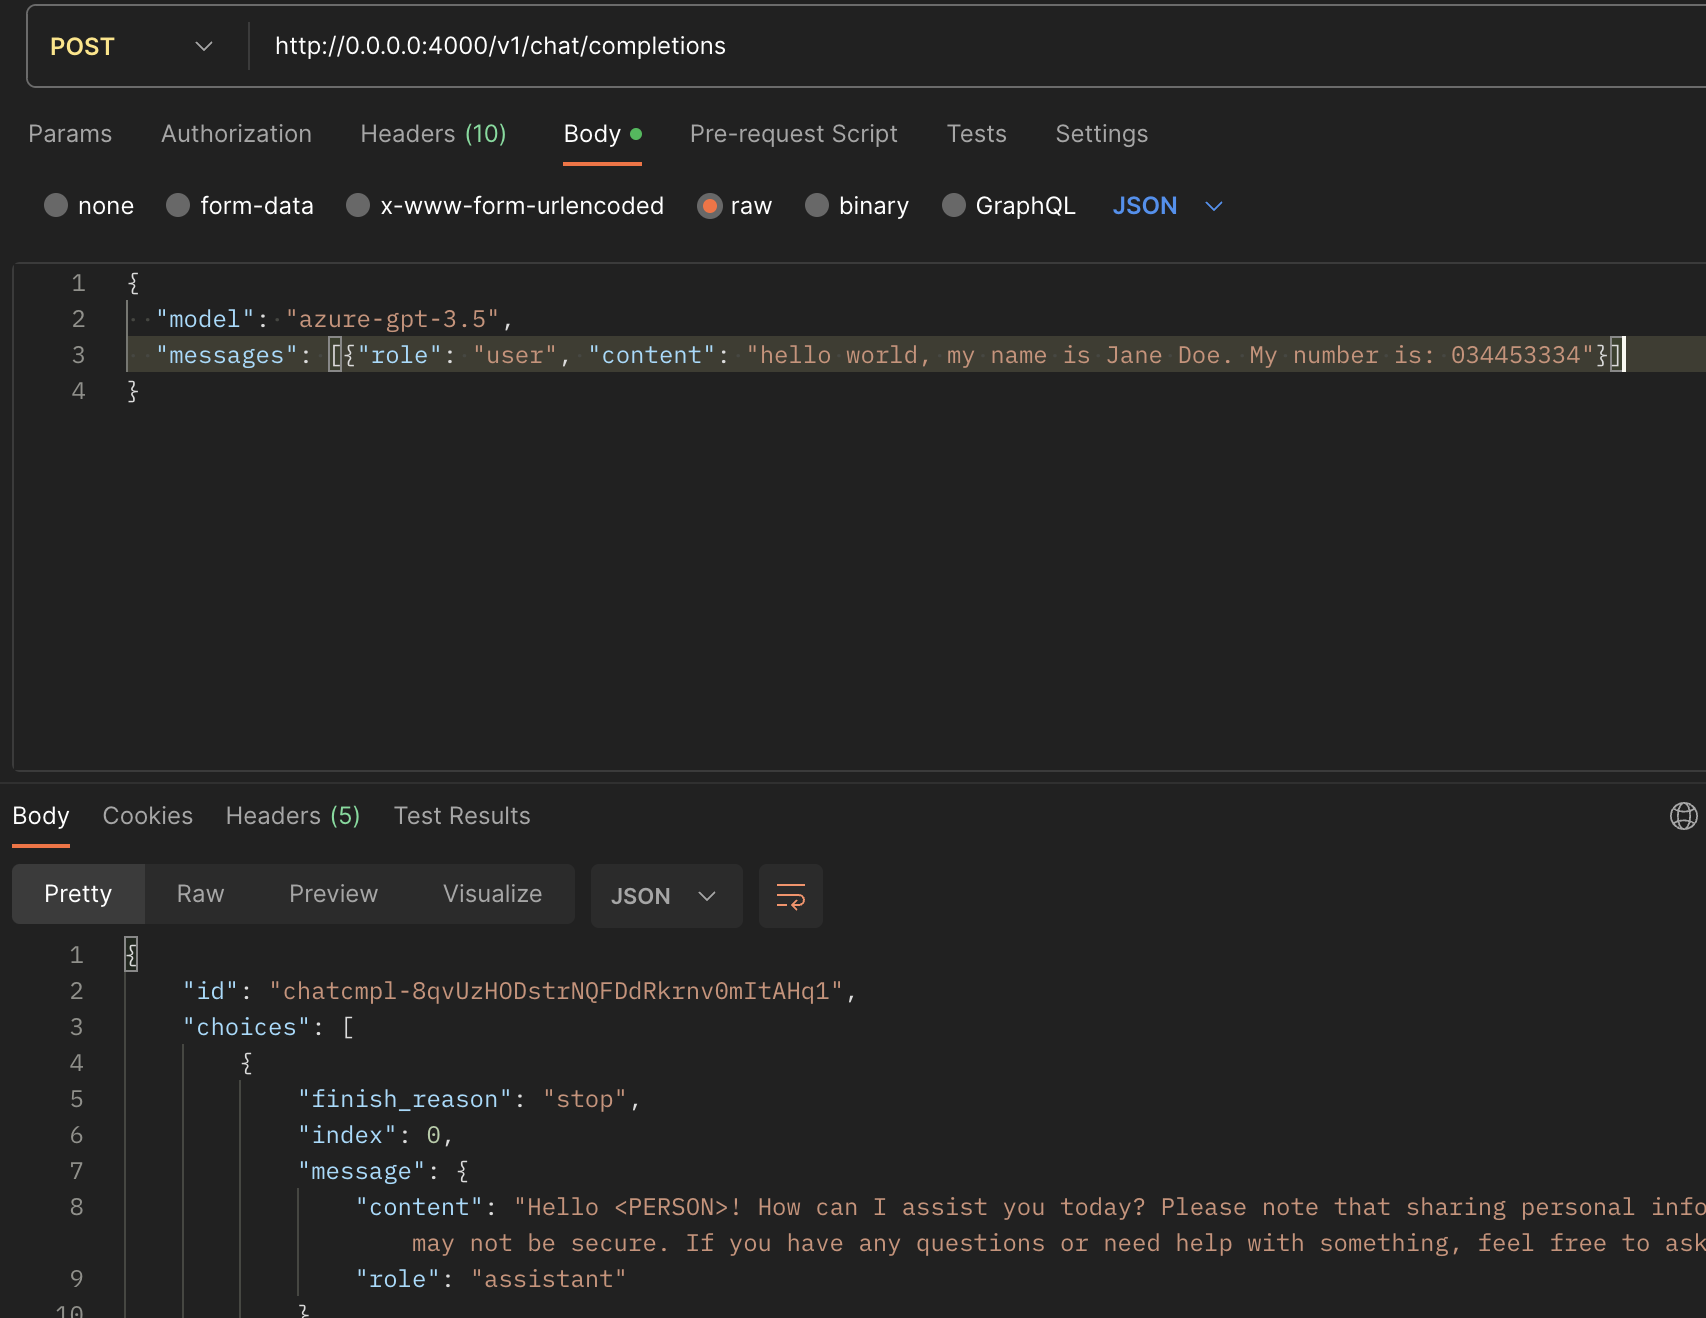 POST http://0.0.0.0:4000/v1/chat/completions
Params Authorization Headers (10) Body Pre-request Script Tests Settings
none form-data x-www-form-urlencoded raw binary GraphQL JSON
1 {
2 "model": "azure-gpt-3.5",
3 "messages": [{"role": "user", "content": "hello world, my name is Jane Doe. My number is: 034453334"}]
4 }
Body Cookies Headers (5) Test Results
Pretty Raw Preview Visualize JSON
1 {
2 "id": "chatcmpl-8qvUzHODstrNQFDdRkrnv0mItAHq1",
3 "choices": [
4 {
5 "finish_reason": "stop",
6 "index": 0,
7 "message": {
8 "content": "Hello <PERSON>! How can I assist you today? Please note that sharing personal info
may not be secure. If you have any questions or need help with something, feel free to ask
9 "role": "assistant"
10 }